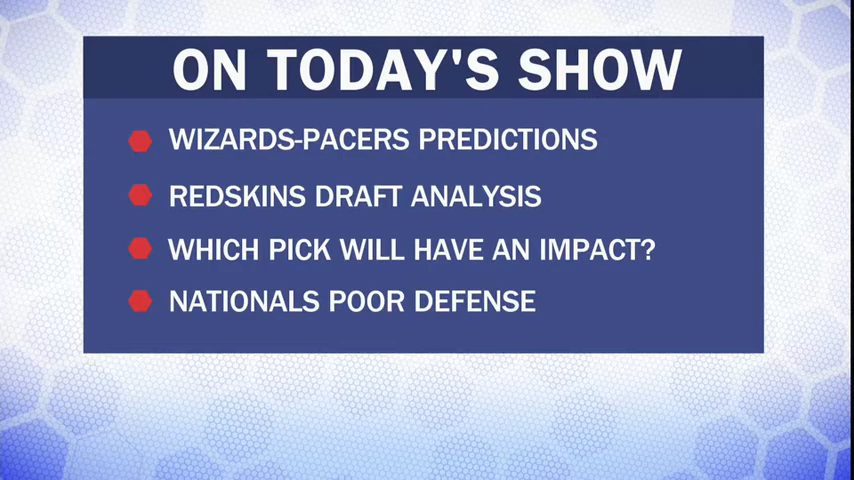 ON TODAY'S SHOW
WIZARDS-PACERS PREDICTIONS
REDSKINS DRAFT ANALYSIS
WHICH PICK WILL HAVE AN IMPACT?
NATIONALS POOR DEFENSE